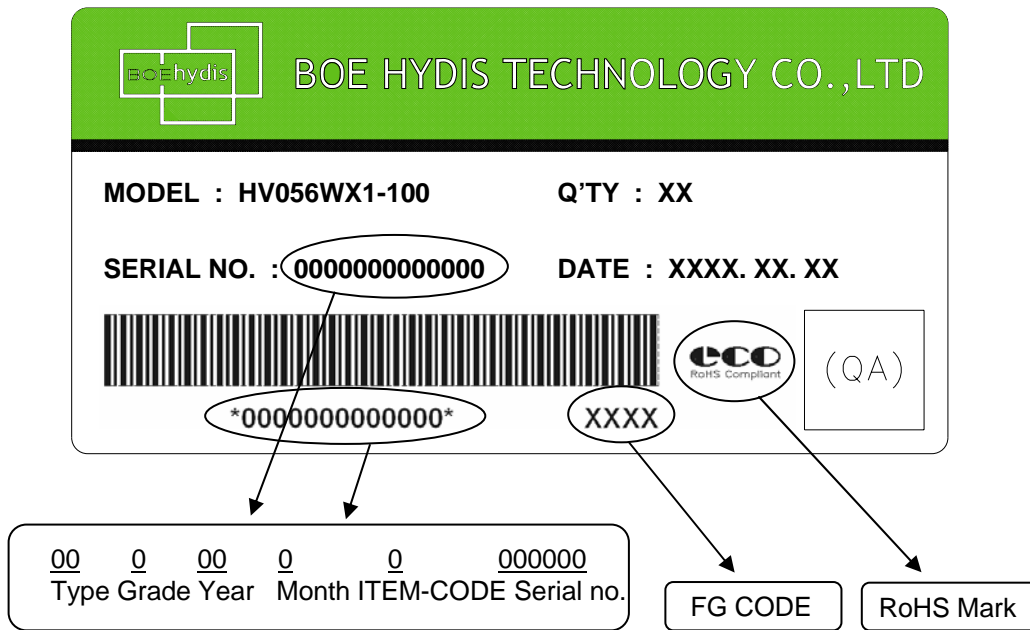 BOEhydis BOE HYDIS TECHNOLOGY CO.,LTD
MODEL : HV056WX1-100 Q'TY : XX
SERIAL NO. : 0000000000000 DATE : XXXX. XX. XX
eco
RoHS Compliant
(QA)
*0000000000000* XXXX
00 0 00 0 0 000000
Type Grade Year Month ITEM-CODE Serial no.
FG CODE RoHS Mark